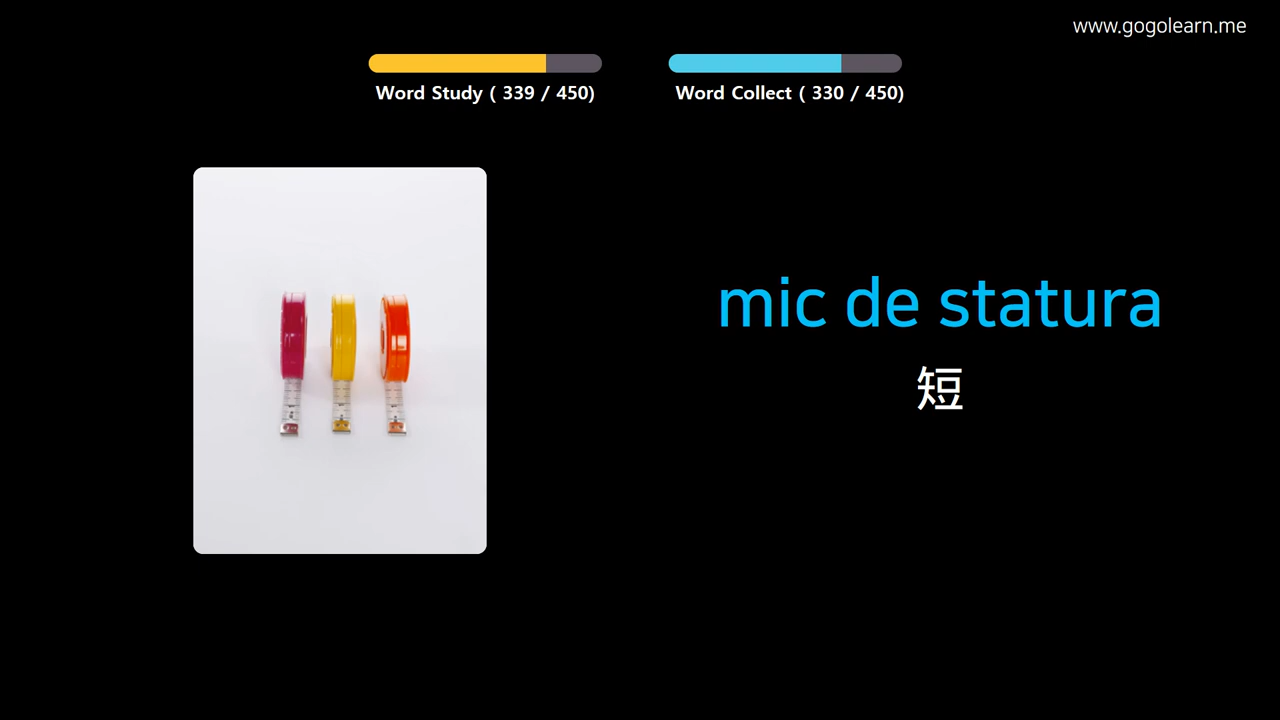 www.gogolearn.me
Word Study ( 339 / 450)
Word Collect ( 330 / 450)
mic de statura
短